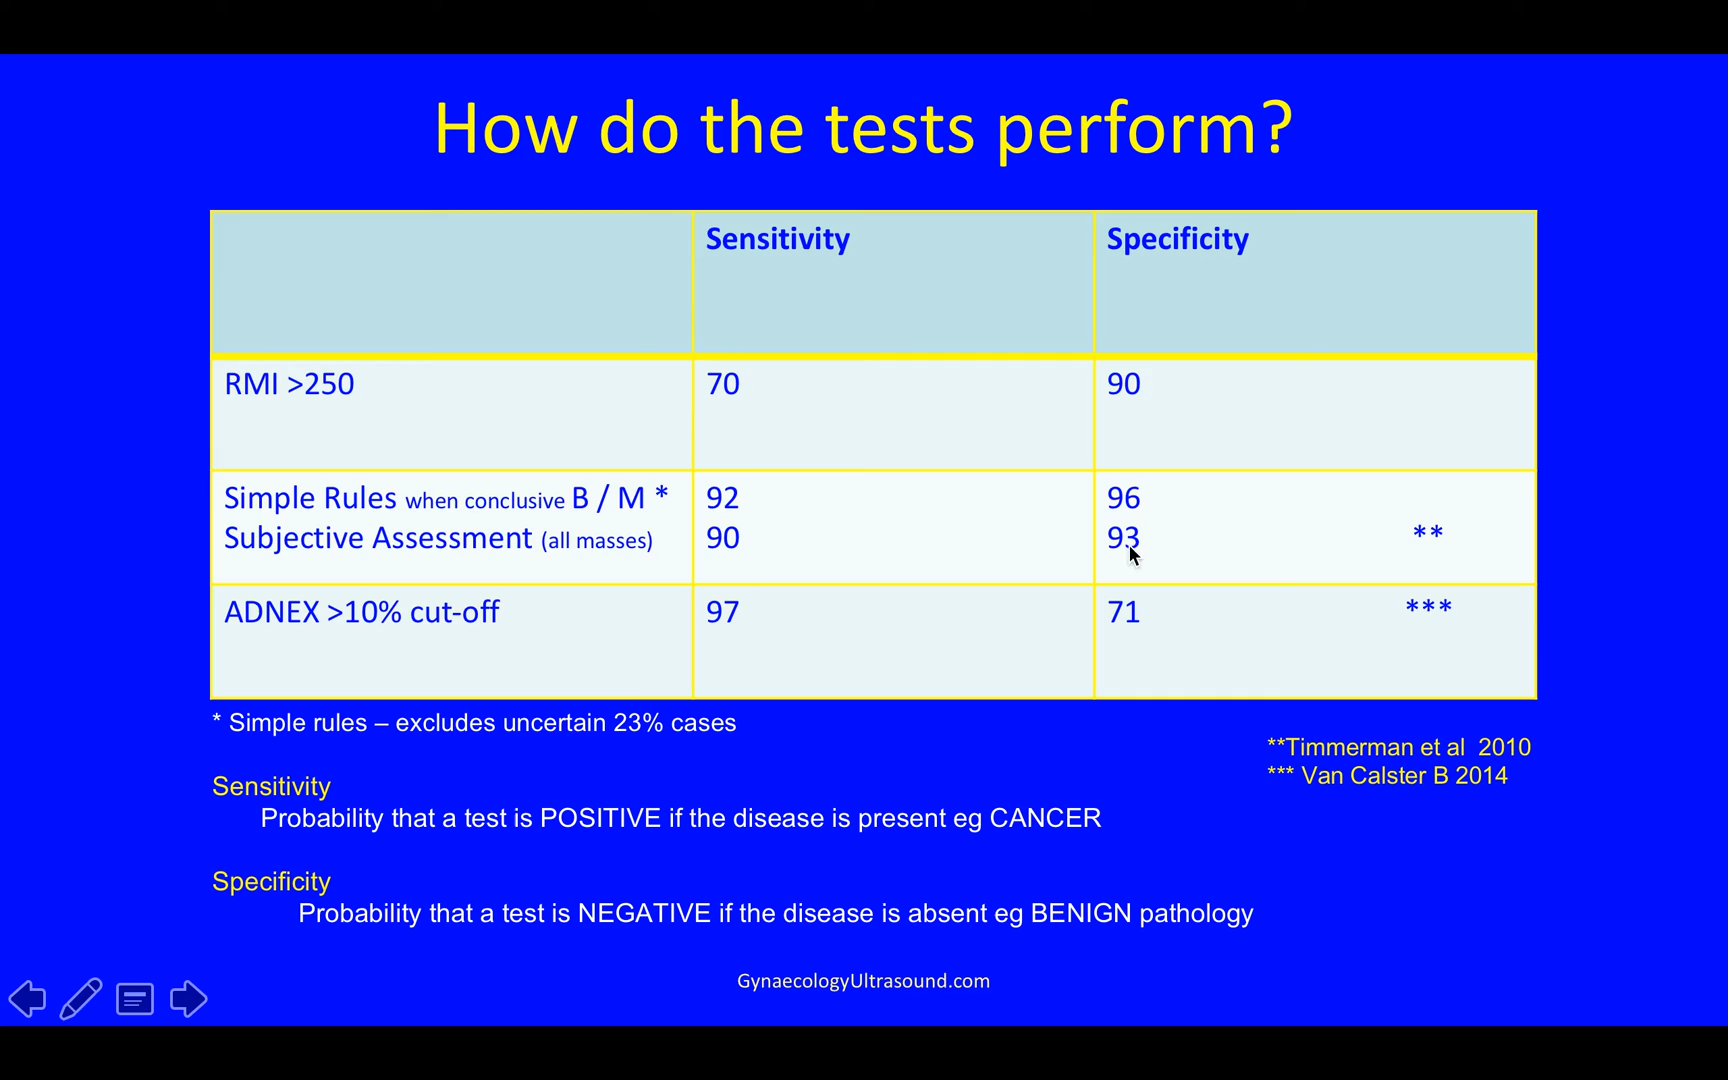 How do the tests perform?
Sensitivity Specificity
RMI >250 70 90
Simple Rules when conclusive B / M * 92 96
Subjective Assessment (all masses) 90 93 **
ADNEX >10% cut-off 97 71 ***
* Simple rules – excludes uncertain 23% cases
**Timmerman et al 2010
*** Van Calster B 2014
Sensitivity
Probability that a test is POSITIVE if the disease is present eg CANCER
Specificity
Probability that a test is NEGATIVE if the disease is absent eg BENIGN pathology
GynaecologyUltrasound.com